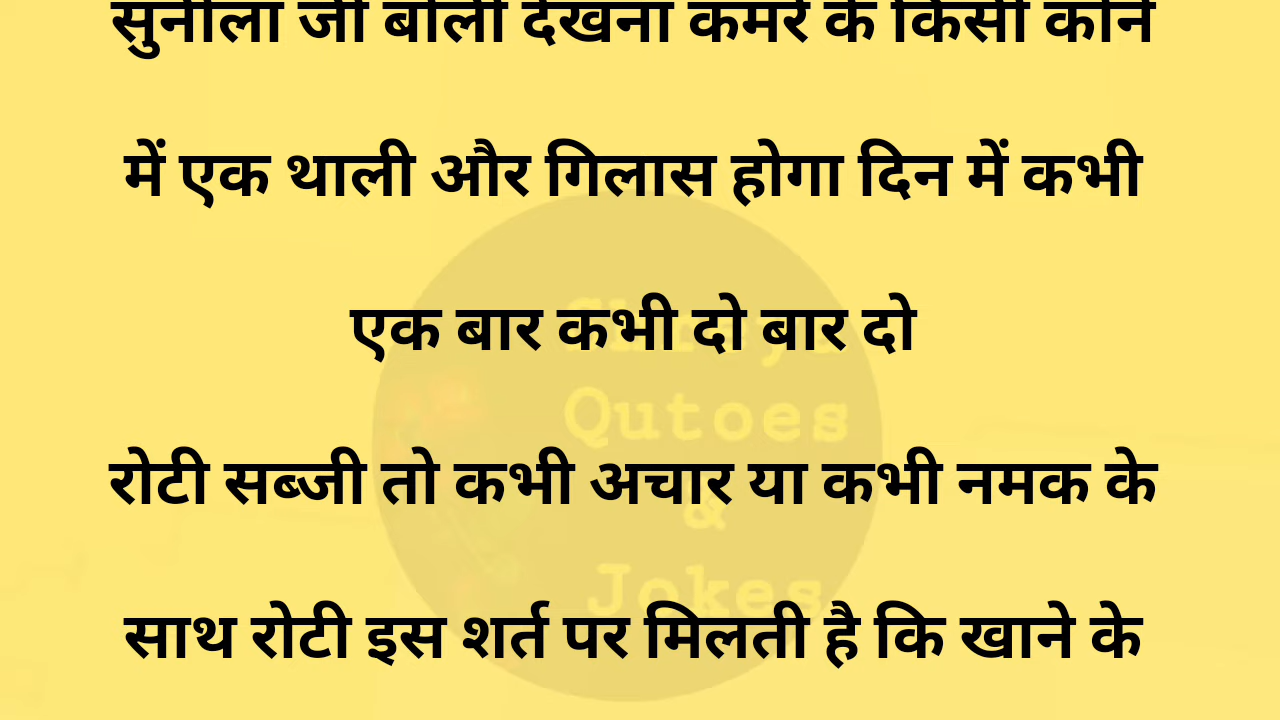 सुनीला जी बोली देखना कमरे के किसी कोने
में एक थाली और गिलास होगा दिन में कभी
एक बार कभी दो बार दो
Qutoes
रोटी सब्जी तो कभी अचार या कभी नमक के
&
Jokes
साथ रोटी इस शर्त पर मिलती है कि खाने के